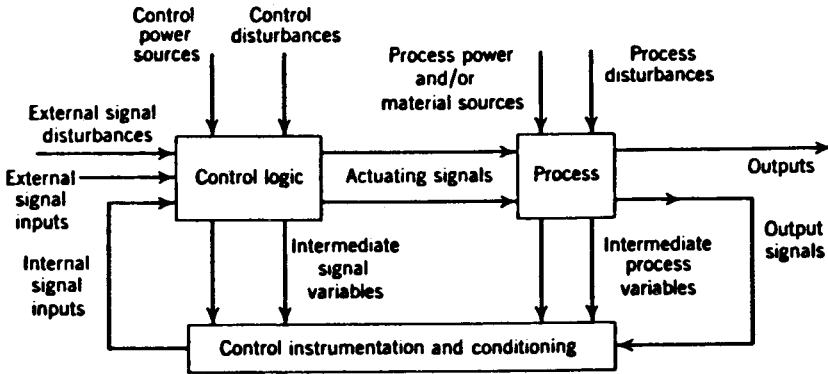 Control
power
sources
Control
disturbances
Process power
and/or
material sources
Process
disturbances
External signal
disturbances
External
signal
inputs
Control logic
Actuating signals
Process
Outputs
Internal
signal
inputs
Intermediate
signal
variables
Intermediate
process
variables
Output
signals
Control instrumentation and conditioning